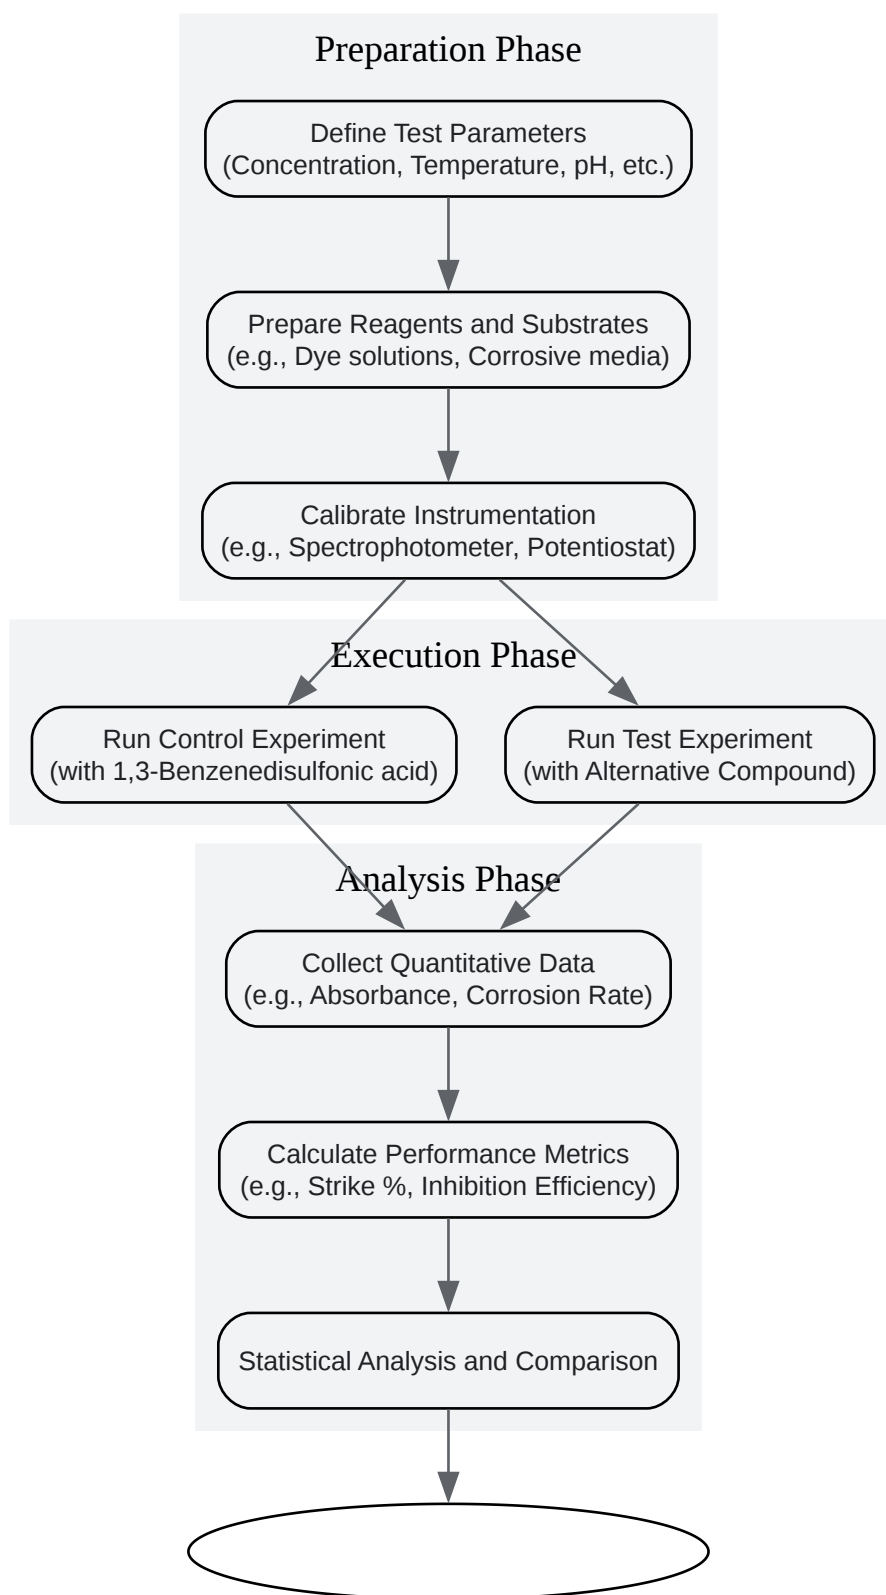 Preparation Phase
Define Test Parameters
(Concentration, Temperature, pH, etc.)
Prepare Reagents and Substrates
(e.g., Dye solutions, Corrosive media)
Calibrate Instrumentation
(e.g., Spectrophotometer, Potentiostat)
Execution Phase
Run Control Experiment
(with 1,3-Benzenedisulfonic acid)
Run Test Experiment
(with Alternative Compound)
Analysis Phase
Collect Quantitative Data
(e.g., Absorbance, Corrosion Rate)
Calculate Performance Metrics
(e.g., Strike %, Inhibition Efficiency)
Statistical Analysis and Comparison